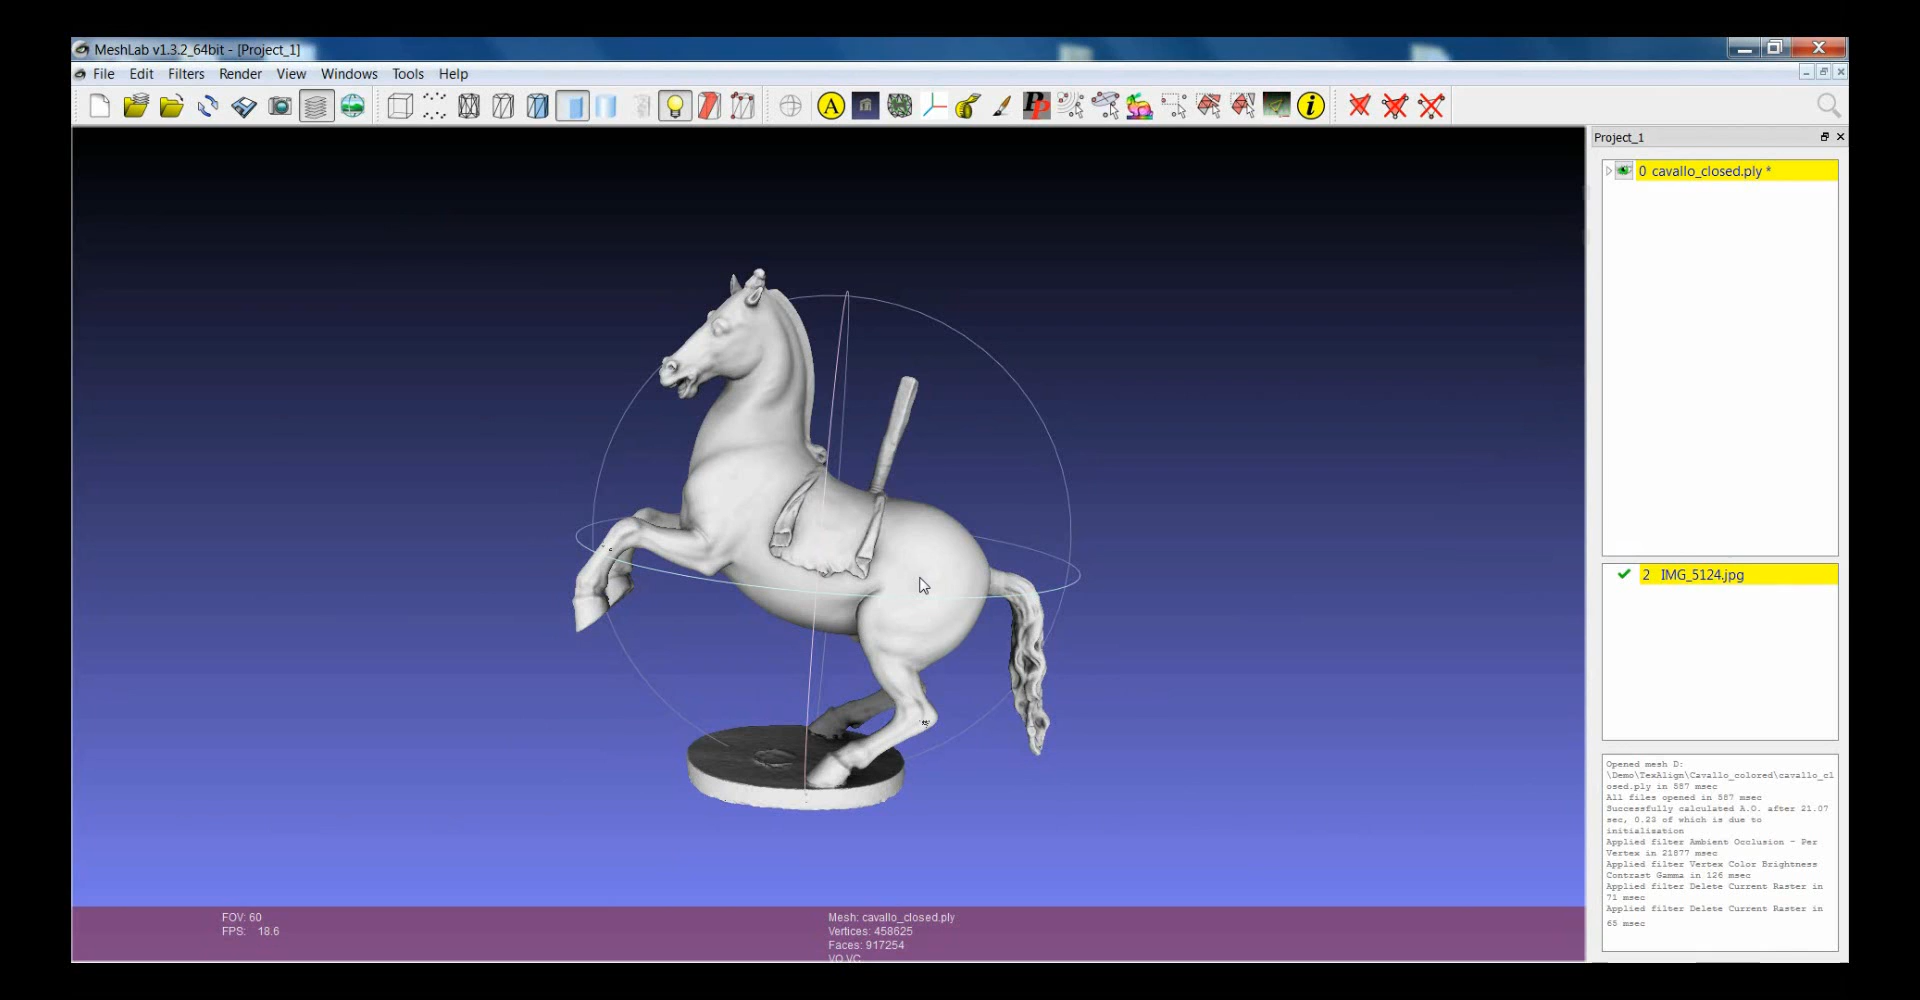 MeshLab v1.3.2_64bit - [Project_1]
File Edit Filters Render View Windows Tools Help
A
PP
i
Project_1
0 cavallo_closed.ply *
2 IMG_5124.jpg
Opened mesh D:
\Demo\TexAlign\Cavallo_colored\cavallo_cl
osed.ply in 587 msec
All files opened in 587 msec
Successfully calculated A.O. after 21.07
sec, 0.23 of which is due to
initialization
Applied filter Ambient Occlusion - Per
Vertex in 21877 msec
Applied filter Vertex Color Brightness
Contrast Gamma in 126 msec
Applied filter Delete Current Raster in
71 msec
Applied filter Delete Current Raster in
65 msec
FOV: 60
FPS: 18.6
Mesh: cavallo_closed.ply
Vertices: 458625
Faces: 917254
VQ VC